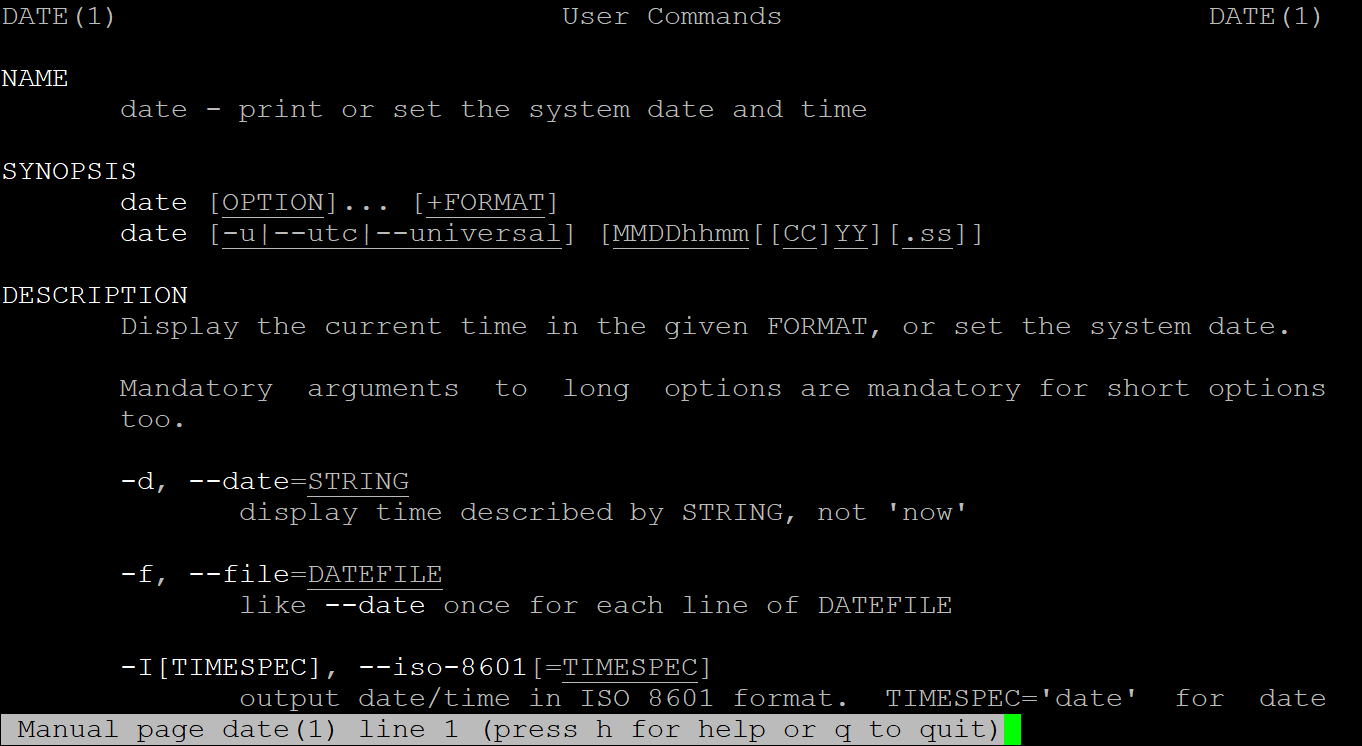 DATE(1) User Commands DATE(1)
NAME
date - print or set the system date and time
SYNOPSIS
date [OPTION]... [+FORMAT]
date [-u|--utc|--universal] [MMDDhhmm[[CC]YY][.ss]]
DESCRIPTION
Display the current time in the given FORMAT, or set the system date.
Mandatory arguments to long options are mandatory for short options
too.
-d, --date=STRING
display time described by STRING, not 'now'
-f, --file=DATEFILE
like --date once for each line of DATEFILE
-I[TIMESPEC], --iso-8601[=TIMESPEC]
output date/time in ISO 8601 format. TIMESPEC='date' for date
Manual page date(1) line 1 (press h for help or q to quit)